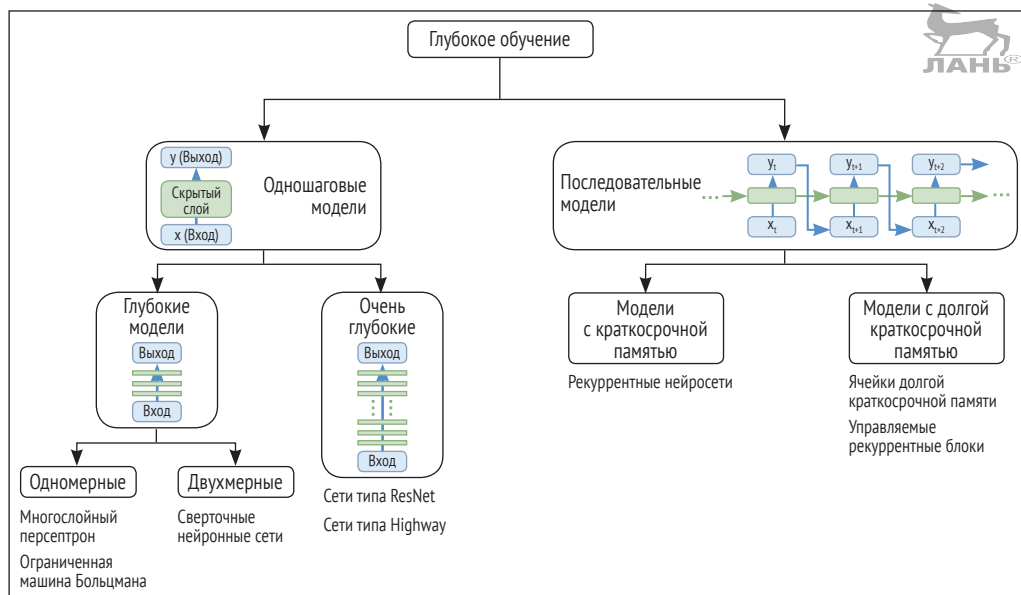 Глубокое обучение
ЛАНЬ®
y (Выход)
Скрытый
слой
x (Вход)
Одношаговые
модели
Последовательные
модели
yt
yt+1
yt+2
xt
xt+1
xt+2
Глубокие
модели
Выход
Вход
Очень
глубокие
Выход
Вход
Модели
с краткосрочной
памятью
Модели с долгой
краткосрочной
памятью
Рекуррентные нейросети
Ячейки долгой
краткосрочной памяти
Управляемые
рекуррентные блоки
Одномерные
Двухмерные
Многослойный
персептрон
Ограниченная
машина Больцмана
Сверточные
нейронные сети
Сети типа ResNet
Сети типа Highway